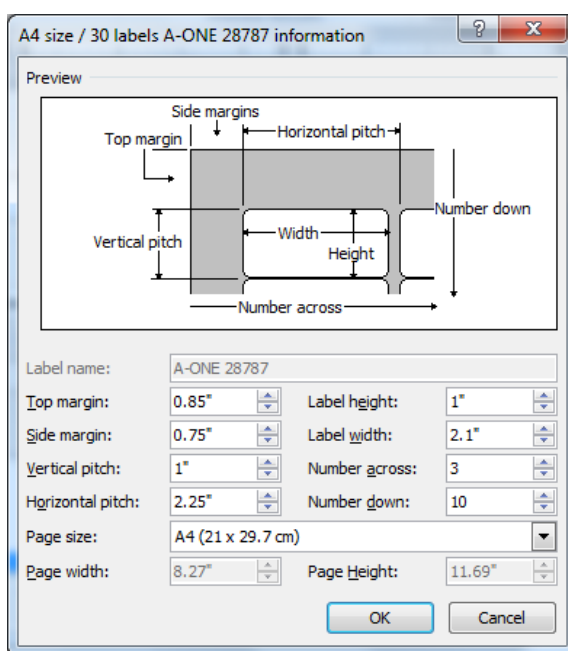 A4 size / 30 labels A-ONE 28787 information
?
Preview
Side margins
Top margin
Horizontal pitch
Number down
Vertical pitch
Width
Height
Number across
Label name: A-ONE 28787
Top margin: 0.85" Label height: 1"
Side margin: 0.75" Label width: 2.1"
Vertical pitch: 1" Number across: 3
Horizontal pitch: 2.25" Number down: 10
Page size: A4 (21 x 29.7 cm)
Page width: 8.27" Page Height: 11.69"
OK Cancel